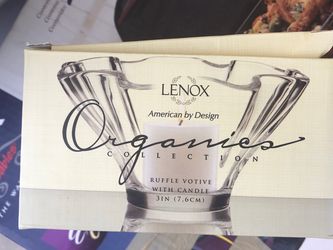 LENOX
American by Design
Organics
COLLECTION
RUFFLE VOTIVE
WITH CANDLE
3IN (7,6CM)